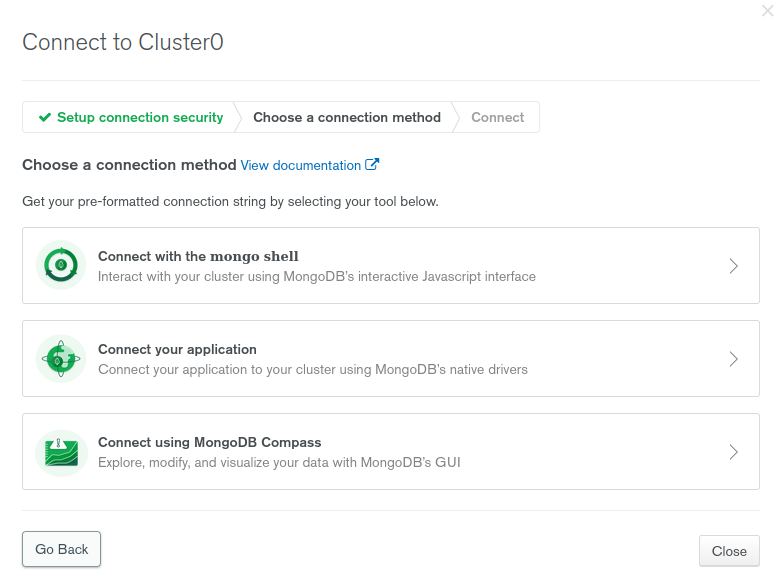 Connect to Cluster0
Setup connection security
Choose a connection method
Connect
Choose a connection method View documentation
Get your pre-formatted connection string by selecting your tool below.
Connect with the mongo shell
Interact with your cluster using MongoDB's interactive Javascript interface
Connect your application
Connect your application to your cluster using MongoDB's native drivers
Connect using MongoDB Compass
Explore, modify, and visualize your data with MongoDB's GUI
Go Back
Close